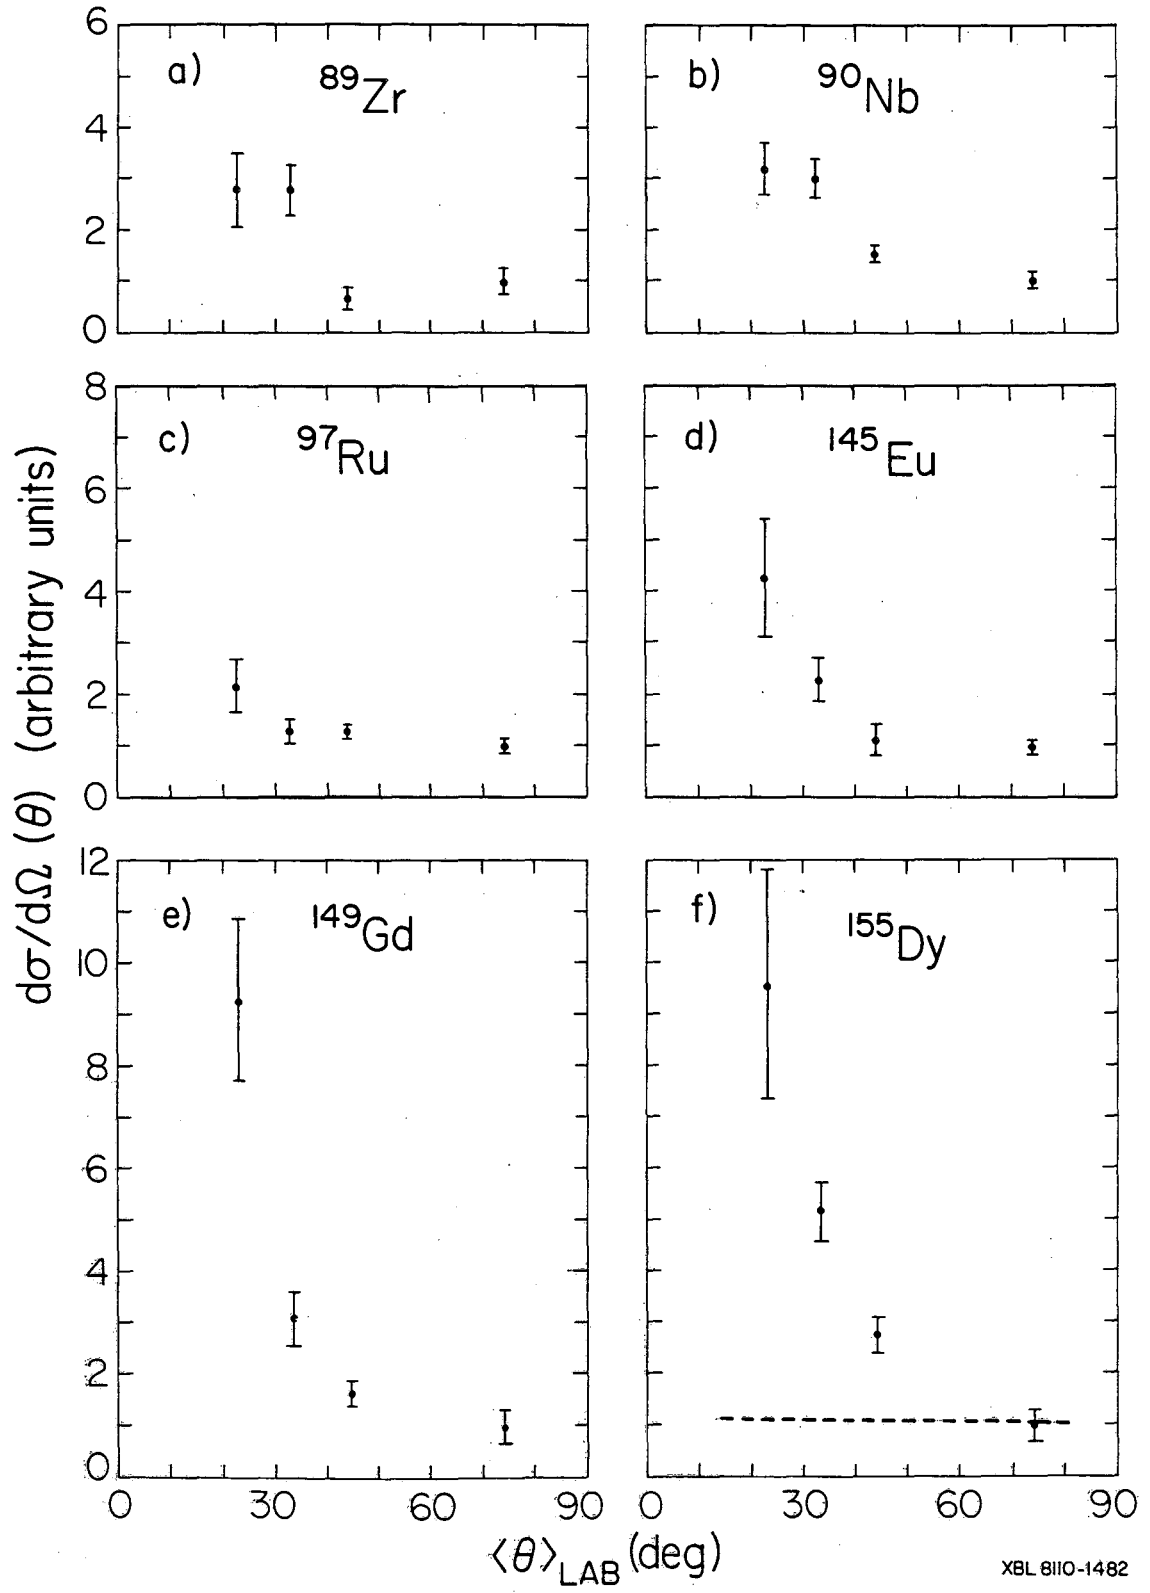 6
a) 89Zr
b) 90Nb
4
2
0
8
c) 97Ru
d) 145Eu
6
4
2
0
dσ/dΩ (θ) (arbitrary units)
12
e) 149Gd
f) 155Dy
10
8
6
4
2
0
0 30 60 90
0 30 60 90
⟨θ⟩LAB (deg)
XBL 8110-1482